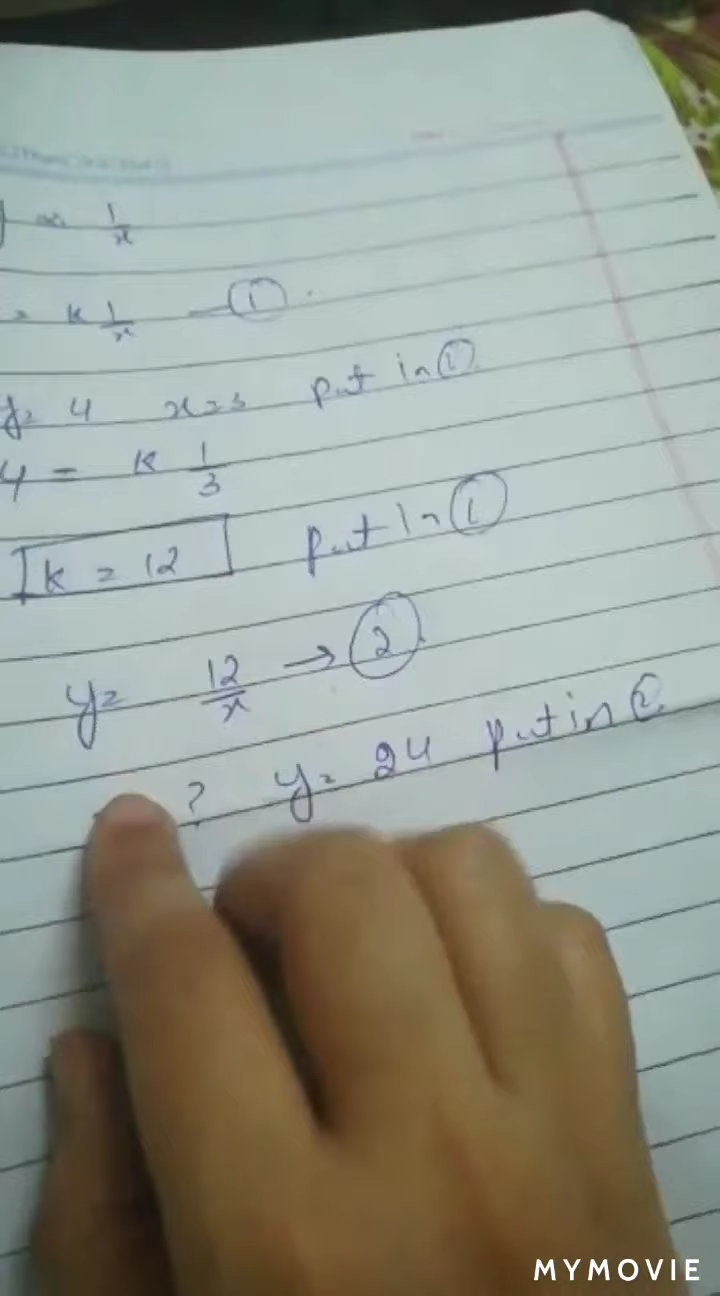 ∝ 1/x
= k 1/x — ①
y = 4 x = 3 put in ①
4 = k 1/3
k = 12 put in ①
y = 12/x → ②
? y = 24 put in ②
MYMOVIE